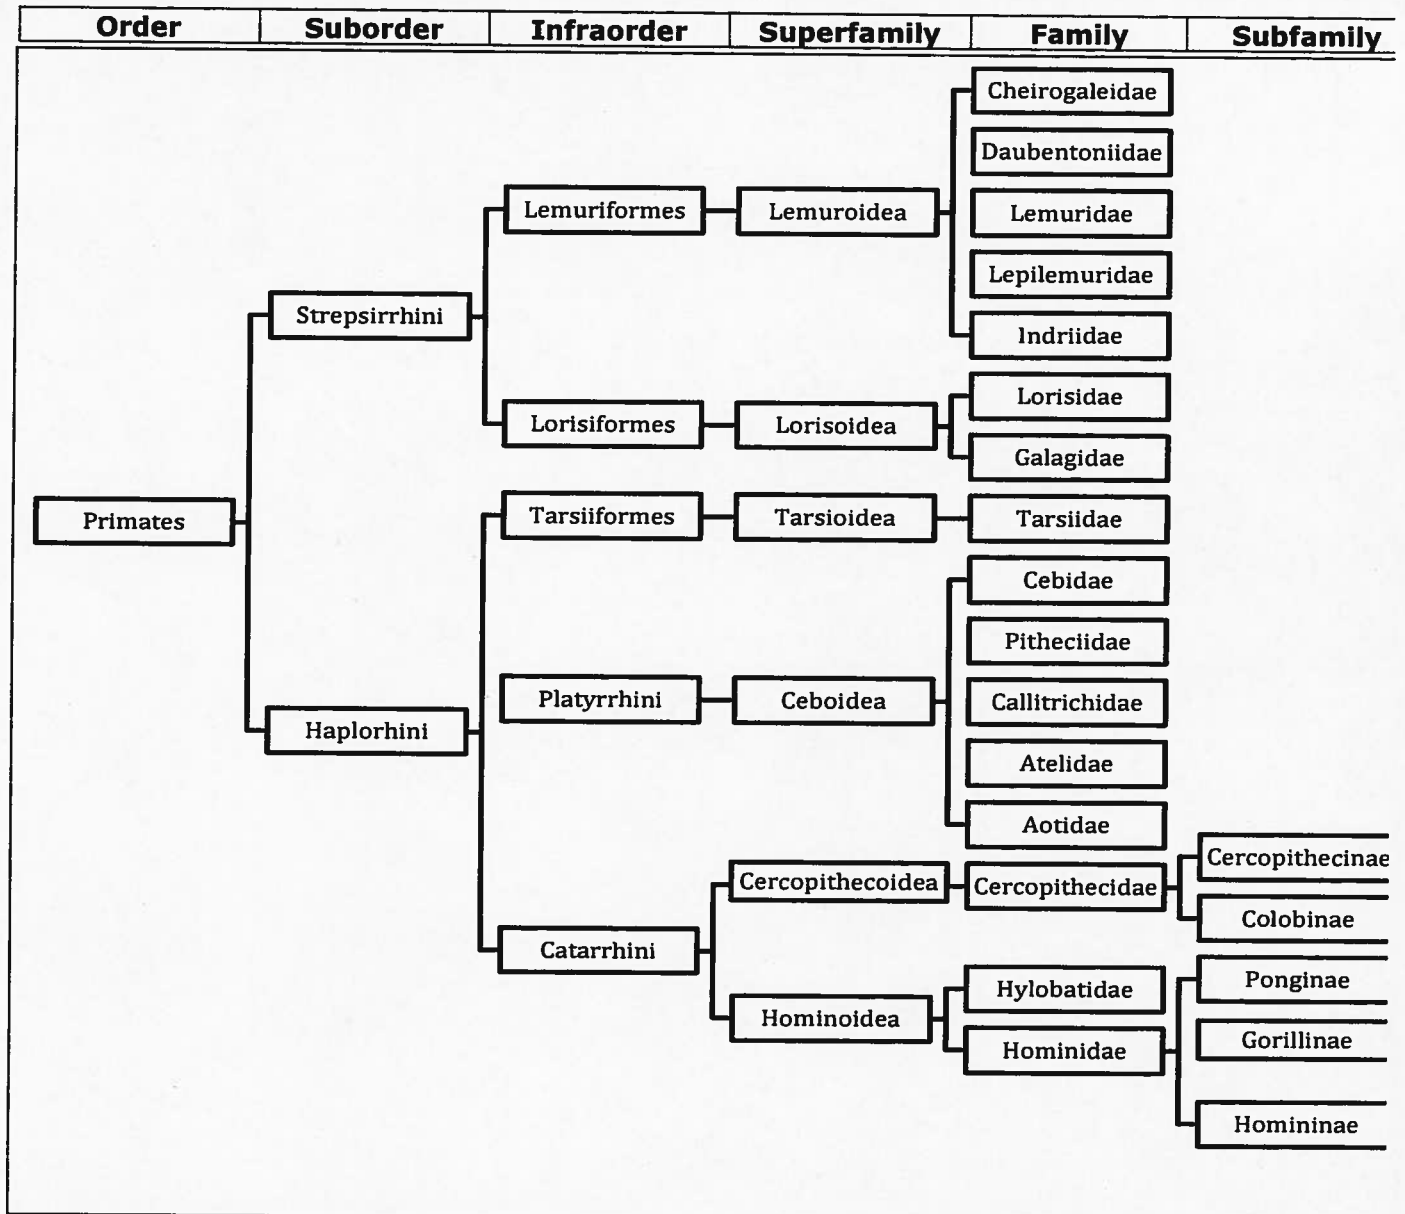 Order Suborder Infraorder Superfamily Family Subfamily
Cheirogaleidae
Daubentoniidae
Lemuriformes Lemuroidea Lemuridae
Lepilemuridae
Strepsirrhini
Indriidae
Lorisidae
Lorisiformes Lorisoidea
Galagidae
Primates
Tarsiiformes Tarsioidea Tarsiidae
Cebidae
Pitheciidae
Platyrrhini Ceboidea Callitrichidae
Haplorhini
Atelidae
Aotidae
Cercopithecinae
Cercopithecoidea Cercopithecidae
Colobinae
Catarrhini
Ponginae
Hylobatidae
Hominoidea
Gorillinae
Hominidae
Homininae